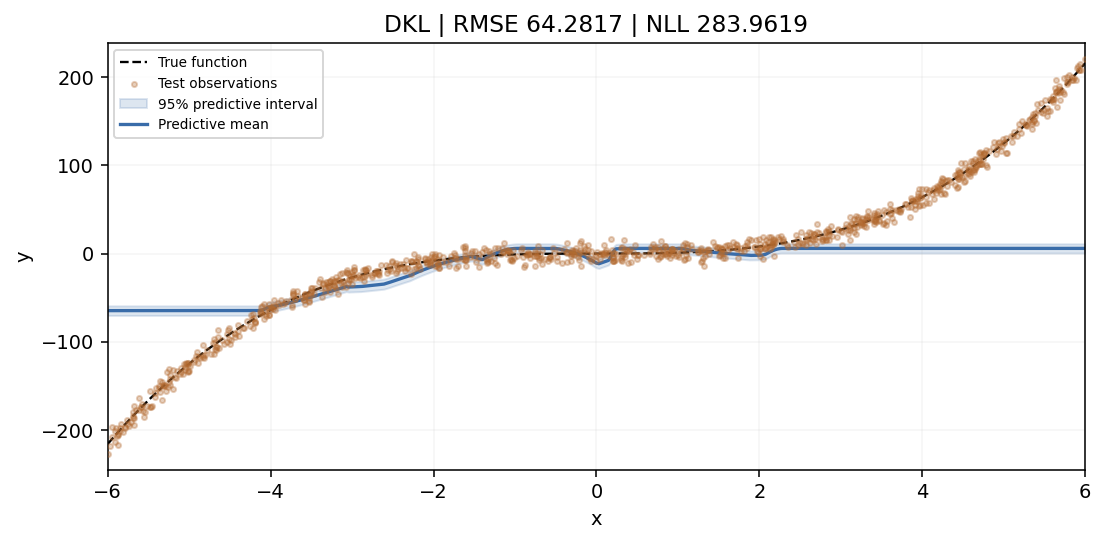 DKL | RMSE 64.2817 | NLL 283.9619
True function
Test observations
95% predictive interval
Predictive mean
y
200
100
0
−100
−200
−6
−4
−2
0
2
4
6
x